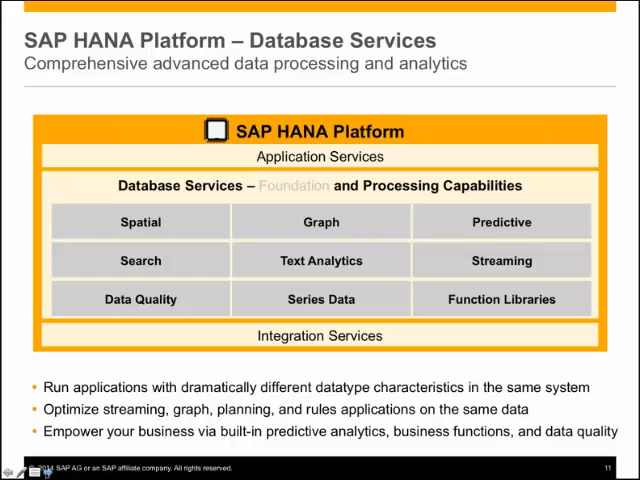 SAP HANA Platform – Database Services
Comprehensive advanced data processing and analytics
SAP HANA Platform
Application Services
Database Services – Foundation and Processing Capabilities
Spatial
Graph
Predictive
Search
Text Analytics
Streaming
Data Quality
Series Data
Function Libraries
Integration Services
• Run applications with dramatically different datatype characteristics in the same system
• Optimize streaming, graph, planning, and rules applications on the same data
• Empower your business via built-in predictive analytics, business functions, and data quality
© 2014 SAP AG or an SAP affiliate company. All rights reserved.
11